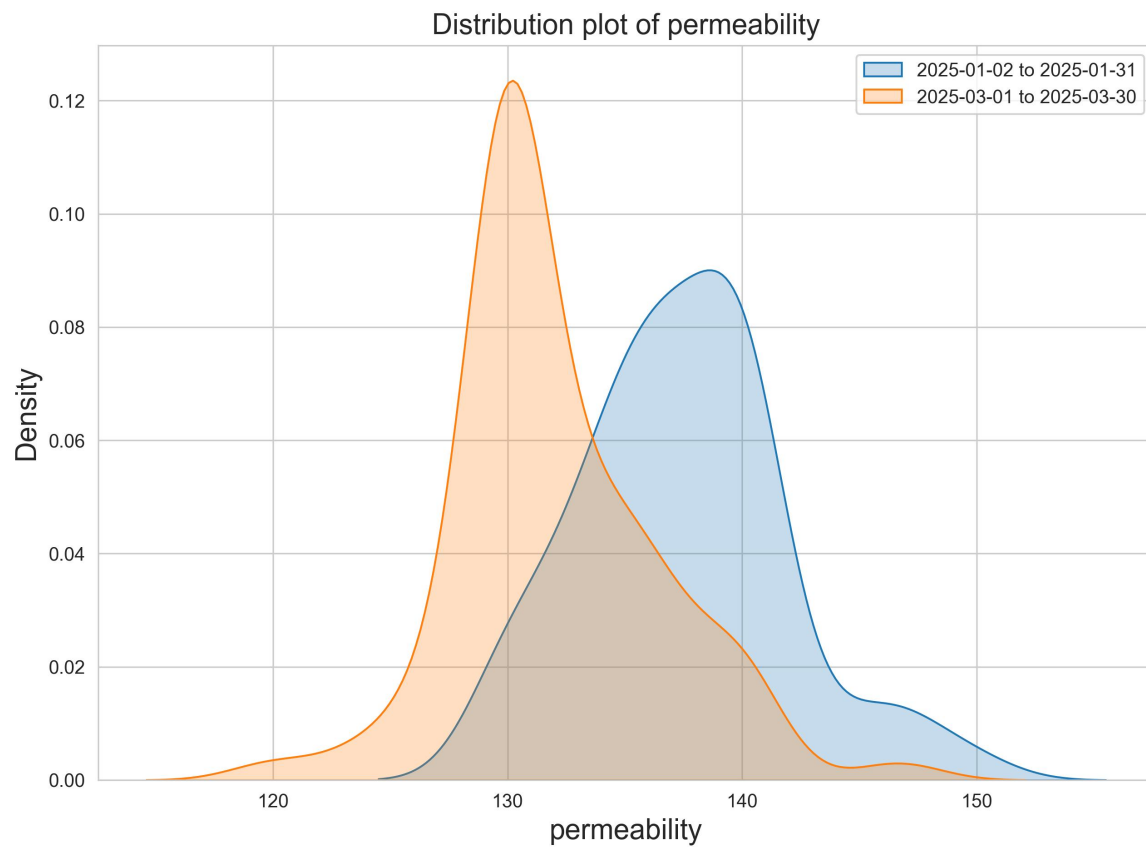 Distribution plot of permeability
2025-01-02 to 2025-01-31
2025-03-01 to 2025-03-30
0.12
0.10
0.08
0.06
0.04
0.02
0.00
Density
120
130
140
150
permeability